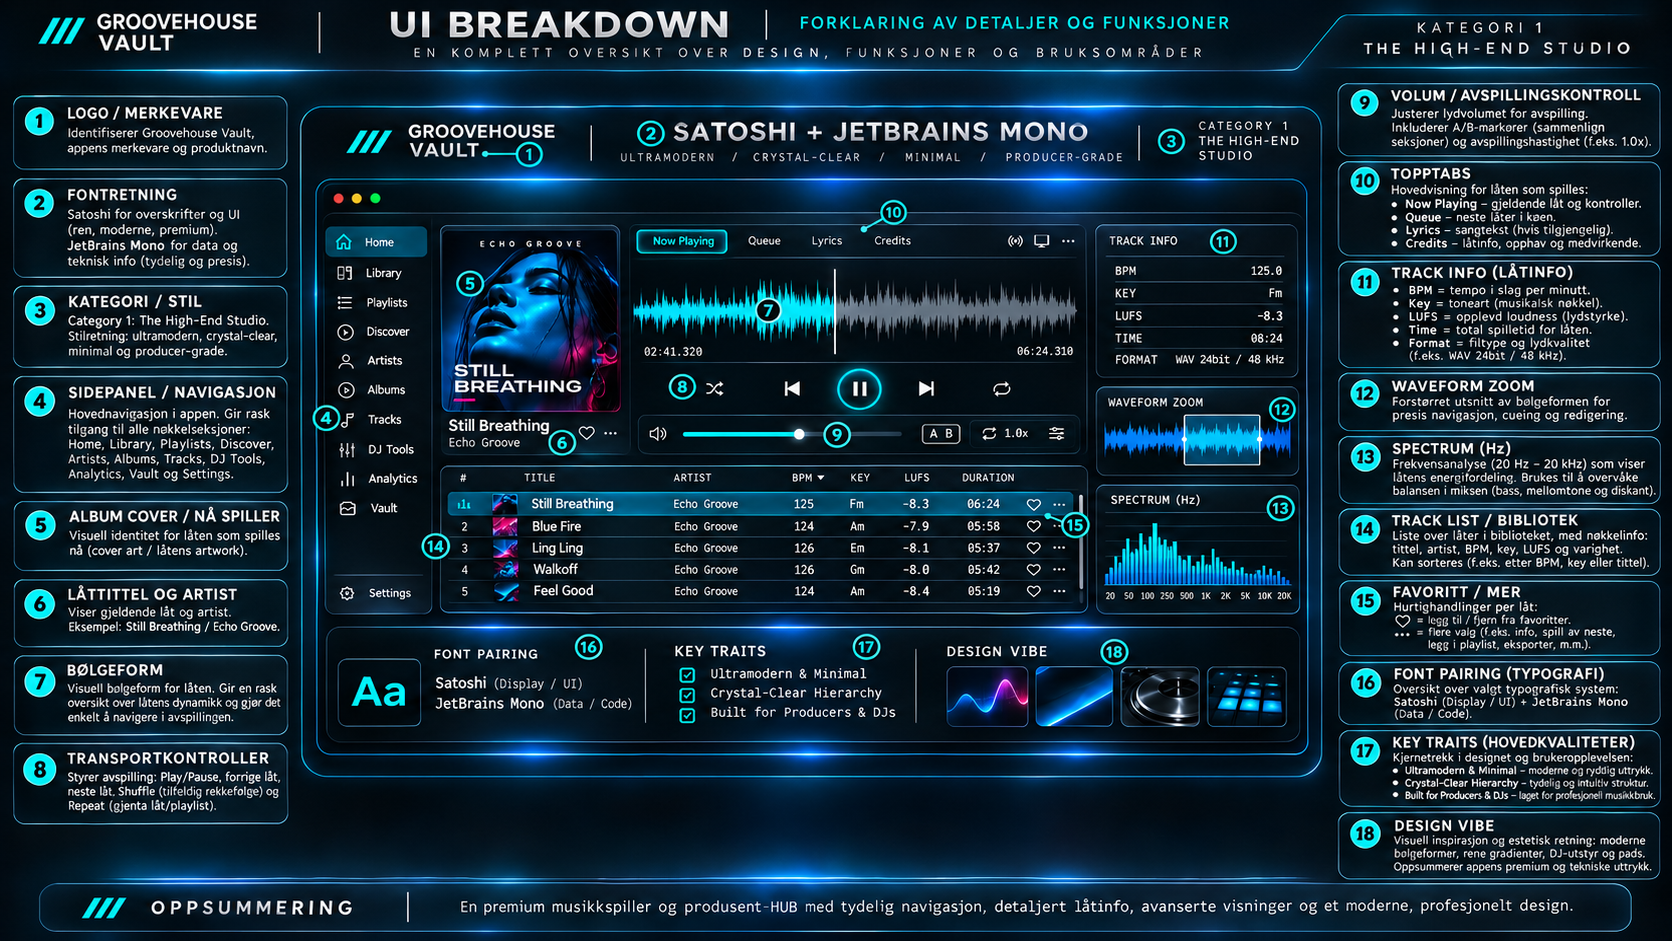 GROOVEHOUSE
VAULT
UI BREAKDOWN
FORKLARING AV DETALJER OG FUNKSJONER
EN KOMPLETT OVERSIKT OVER DESIGN, FUNKSJONER OG BRUKSOMRÅDER
KATEGORI 1
THE HIGH-END STUDIO
1
LOGO / MERKEVARE
Identifiserer Groovehouse Vault,
appens merkevare og produktnavn.
2
FONTRETNING
Satoshi for overskrifter og UI
(ren, moderne, premium).
JetBrains Mono for data og
teknisk info (tydelig og presis).
3
KATEGORI / STIL
Category 1: The High-End Studio.
Stilretning: ultramodern, crystal-clear,
minimal og producer-grade.
4
SIDEPANEL / NAVIGASJON
Hovednavigasjon i appen. Gir rask
tilgang til alle nøkkelseksjoner:
Home, Library, Playlists, Discover,
Artists, Albums, Tracks, DJ Tools,
Analytics, Vault og Settings.
5
ALBUM COVER / NÅ SPILLER
Visuell identitet for låten som spilles
nå (cover art / låtens artwork).
6
LÅTTITTEL OG ARTIST
Viser gjeldende låt og artist.
Eksempel: Still Breathing / Echo Groove.
7
BØLGEFORM
Visuell bølgeform for låten. Gir en rask
oversikt over låtens dynamikk og gjør det
enkelt å navigere i avspillingen.
8
TRANSPORTKONTROLLER
Styrer avspilling: Play/Pause, forrige låt,
neste låt. Shuffle (tilfeldig rekkefølge) og
Repeat (gjenta låt/playlist).
GROOVEHOUSE
VAULT
1
2
SATOSHI + JETBRAINS MONO
ULTRAMODERN / CRYSTAL-CLEAR / MINIMAL / PRODUCER-GRADE
3
CATEGORY 1
THE HIGH-END
STUDIO
Home
Library
Playlists
Discover
Artists
Albums
4
Tracks
DJ Tools
Analytics
Vault
Settings
ECHO GROOVE
5
STILL
BREATHING
Still Breathing
Echo Groove
6
10
Now Playing
Queue
Lyrics
Credits
7
02:41.320
06:24.310
8
9
A B
1.0x
TRACK INFO
11
BPM 125.0
KEY Fm
LUFS -8.3
TIME 08:24
FORMAT WAV 24bit / 48 kHz
WAVEFORM ZOOM
12
SPECTRUM (Hz)
13
20 50 100 250 500 1K 2K 5K 10K 20K
# TITLE ARTIST BPM KEY LUFS DURATION
Still Breathing Echo Groove 125 Fm -8.3 06:24
15
2 Blue Fire Echo Groove 124 Am -7.9 05:58
14
3 Ling Ling Echo Groove 126 Em -8.1 05:37
4 Walkoff Echo Groove 126 Gm -8.0 05:42
5 Feel Good Echo Groove 124 Am -8.4 05:19
Aa
FONT PAIRING
16
Satoshi (Display / UI)
JetBrains Mono (Data / Code)
KEY TRAITS
17
Ultramodern & Minimal
Crystal-Clear Hierarchy
Built for Producers & DJs
DESIGN VIBE
18
9
VOLUM / AVSPILLINGSKONTROLL
Justerer lydvolumet for avspilling.
Inkluderer A/B-markører (sammenlign
seksjoner) og avspillingshastighet (f.eks. 1.0x).
10
TOPPTABS
Hovedvisning for låten som spilles:
• Now Playing – gjeldende låt og kontroller.
• Queue – neste låter i køen.
• Lyrics – sangtekst (hvis tilgjengelig).
• Credits – låtinfo, opphav og medvirkende.
11
TRACK INFO (LÅTINFO)
• BPM = tempo i slag per minutt.
• Key = toneart (musikalsk nøkkel).
• LUFS = opplevd loudness (lydstyrke).
• Time = total spilletid for låten.
• Format = filtype og lydkvalitet
(f.eks. WAV 24bit / 48 kHz).
12
WAVEFORM ZOOM
Forstørret utsnitt av bølgeformen for
presis navigasjon, cueing og redigering.
13
SPECTRUM (Hz)
Frekvensanalyse (20 Hz – 20 kHz) som viser
låtens energifordeling. Brukes til å overvåke
balansen i miksen (bass, mellomtone og diskant).
14
TRACK LIST / BIBLIOTEK
Liste over låter i biblioteket, med nøkkelinfo:
tittel, artist, BPM, key, LUFS og varighet.
Kan sorteres (f.eks. etter BPM, key eller tittel).
15
FAVORITT / MER
Hurtighandlinger per låt:
♡ = legg til / fjern fra favoritter.
••• = flere valg (f.eks. info, spill av neste,
legg i playlist, eksporter, m.m.).
16
FONT PAIRING (TYPOGRAFI)
Oversikt over valgt typografisk system:
Satoshi (Display / UI) + JetBrains Mono
(Data / Code).
17
KEY TRAITS (HOVEDKVALITETER)
Kjernetrekk i designet og brukeropplevelsen:
• Ultramodern & Minimal – moderne og ryddig uttrykk.
• Crystal-Clear Hierarchy – tydelig og intuitiv struktur.
• Built for Producers & DJs – laget for profesjonell musikkbruk.
18
DESIGN VIBE
Visuell inspirasjon og estetisk retning: moderne
bølgeformer, rene gradienter, DJ-utstyr og pads.
Oppsummerer appens premium og tekniske uttrykk.
OPPSUMMERING
En premium musikkspiller og produsent-HUB med tydelig navigasjon, detaljert låtinfo, avanserte visninger og et moderne, profesjonelt design.